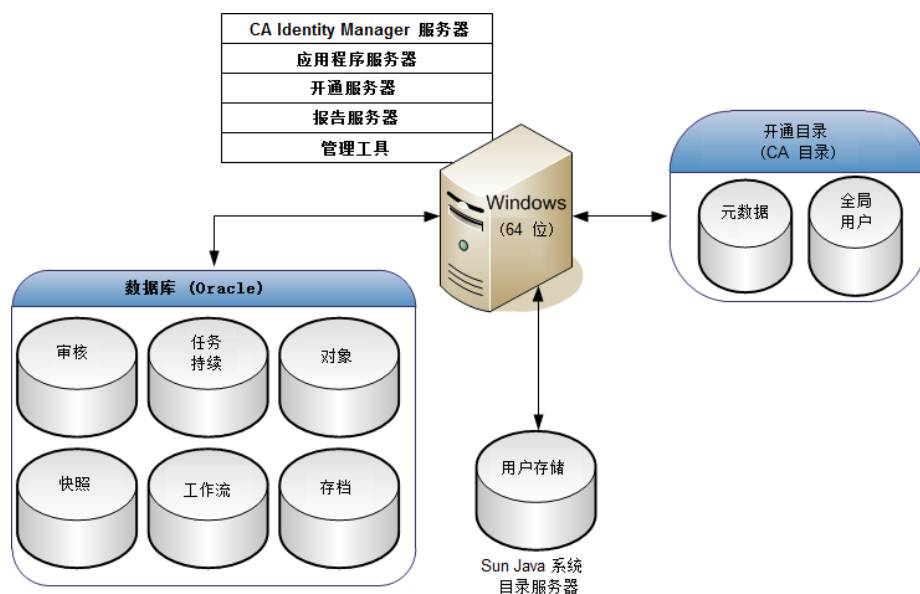 CA Identity Manager 服务器
应用程序服务器
开通服务器
报告服务器
管理工具
Windows
(64 位)
开通目录
(CA 目录)
元数据
全局
用户
数据库 (Oracle)
审核
任务
持续
对象
快照
工作流
存档
用户存储
Sun Java 系统
目录服务器